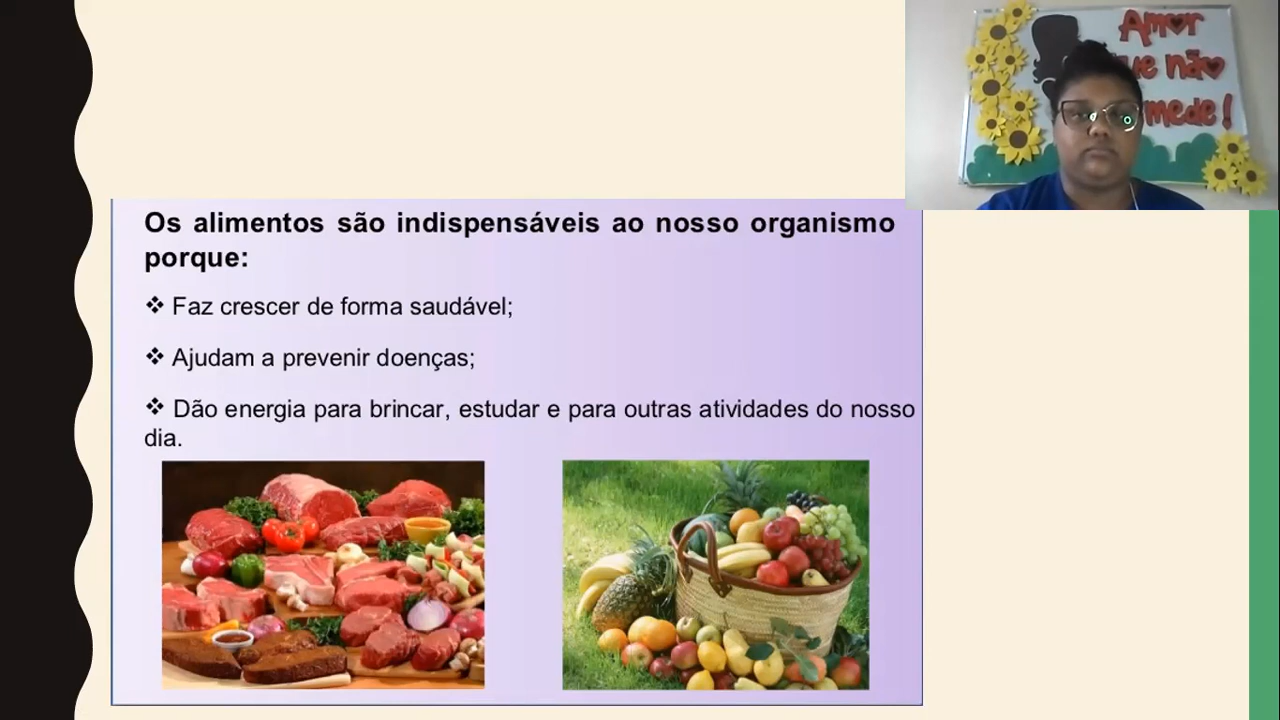 Amor
que não
mede!
Os alimentos são indispensáveis ao nosso organismo
porque:
❖ Faz crescer de forma saudável;
❖ Ajudam a prevenir doenças;
❖ Dão energia para brincar, estudar e para outras atividades do nosso
dia.